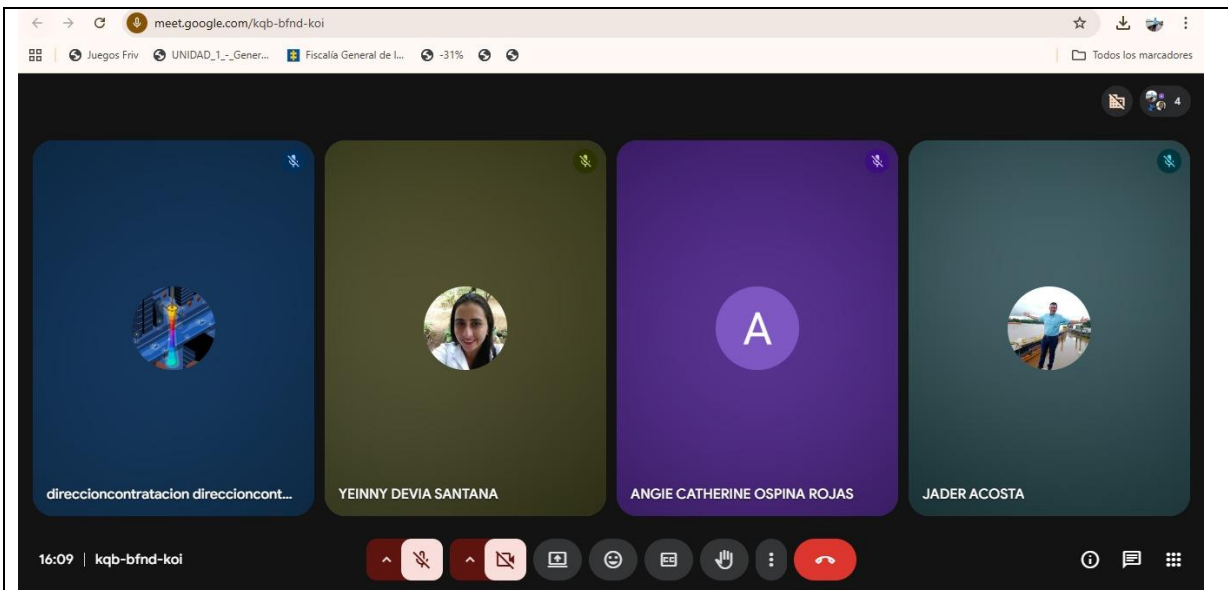 meet.google.com/kqb-bfnd-koi
Juegos Friv UNIDAD_1_-_Gener... Fiscalía General de l... -31% Todos los marcadores
4
A
direccioncontratacion direccioncont... YEINNY DEVIA SANTANA ANGIE CATHERINE OSPINA ROJAS JADER ACOSTA
16:09 | kqb-bfnd-koi